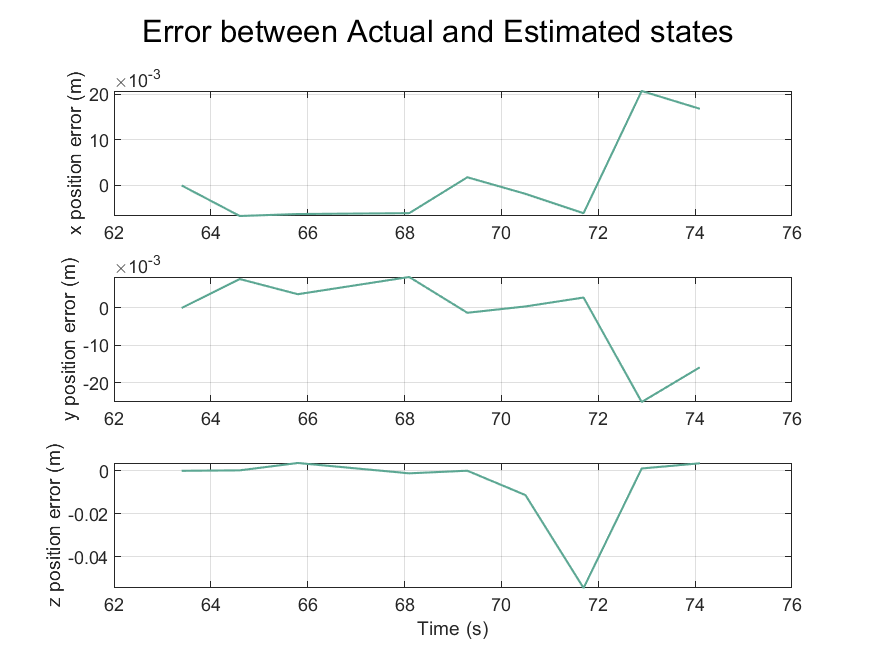 Error between Actual and Estimated states
×10⁻³
x position error (m)
20
10
0
62 64 66 68 70 72 74 76
×10⁻³
y position error (m)
0
-10
-20
62 64 66 68 70 72 74 76
z position error (m)
0
-0.02
-0.04
62 64 66 68 70 72 74 76
Time (s)